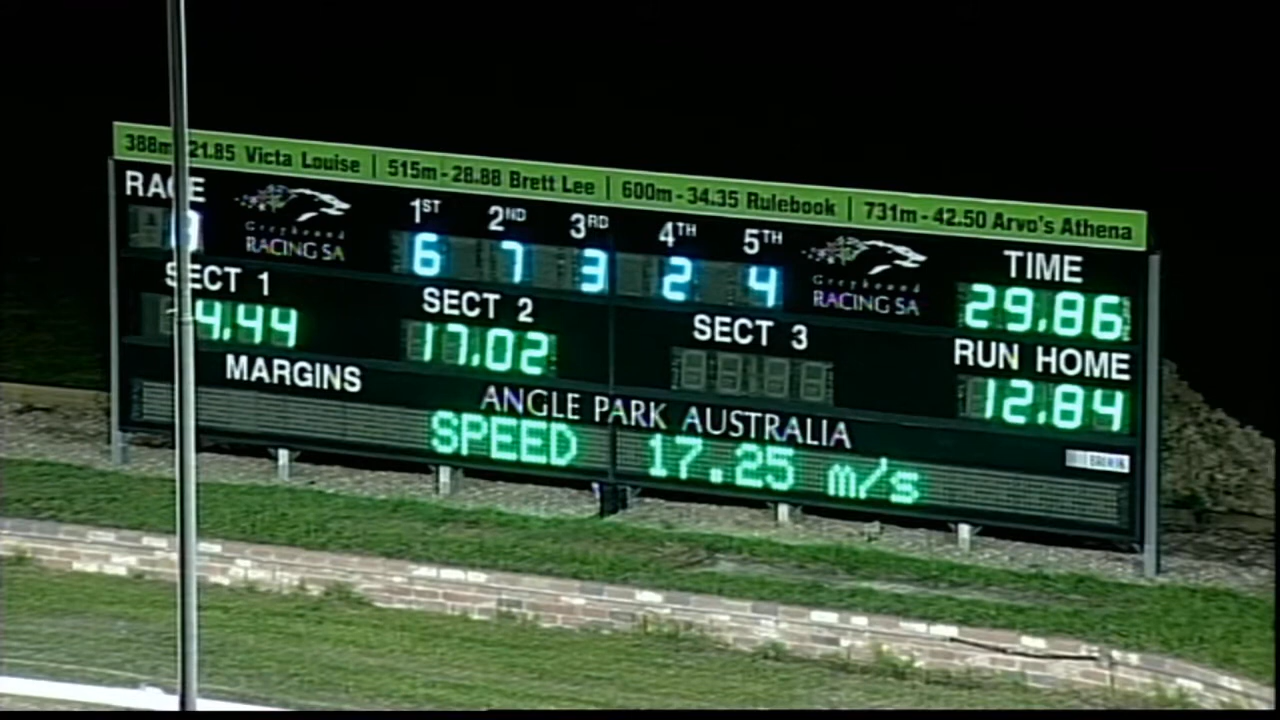 388m - 21.85 Victa Louise | 515m - 28.88 Brett Lee | 600m - 34.35 Rulebook | 731m - 42.50 Arvo's Athena
RACE
Greyhound
RACING SA
1ST 2ND 3RD 4TH 5TH
6 7 3 2 4
Greyhound
RACING SA
TIME
29.86
SECT 1
4.44
SECT 2
17.02
SECT 3
RUN HOME
12.84
MARGINS
ANGLE PARK AUSTRALIA
SPEED 17.25 m/s